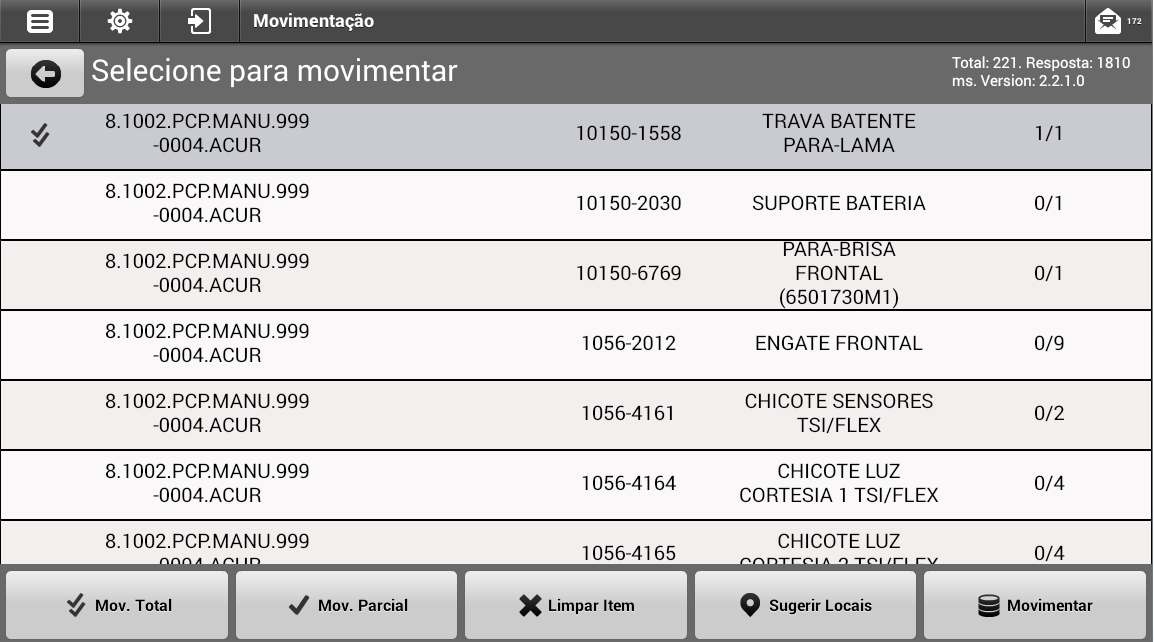 Movimentação
172
Selecione para movimentar
Total: 221. Resposta: 1810
ms. Version: 2.2.1.0
8.1002.PCP.MANU.999
-0004.ACUR
10150-1558
TRAVA BATENTE
PARA-LAMA
1/1
8.1002.PCP.MANU.999
-0004.ACUR
10150-2030
SUPORTE BATERIA
0/1
8.1002.PCP.MANU.999
-0004.ACUR
10150-6769
PARA-BRISA
FRONTAL
(6501730M1)
0/1
8.1002.PCP.MANU.999
-0004.ACUR
1056-2012
ENGATE FRONTAL
0/9
8.1002.PCP.MANU.999
-0004.ACUR
1056-4161
CHICOTE SENSORES
TSI/FLEX
0/2
8.1002.PCP.MANU.999
-0004.ACUR
1056-4164
CHICOTE LUZ
CORTESIA 1 TSI/FLEX
0/4
8.1002.PCP.MANU.999
-0004.ACUR
1056-4165
CHICOTE LUZ
CORTESIA 2 TSI/FLEX
0/4
Mov. Total
Mov. Parcial
Limpar Item
Sugerir Locais
Movimentar